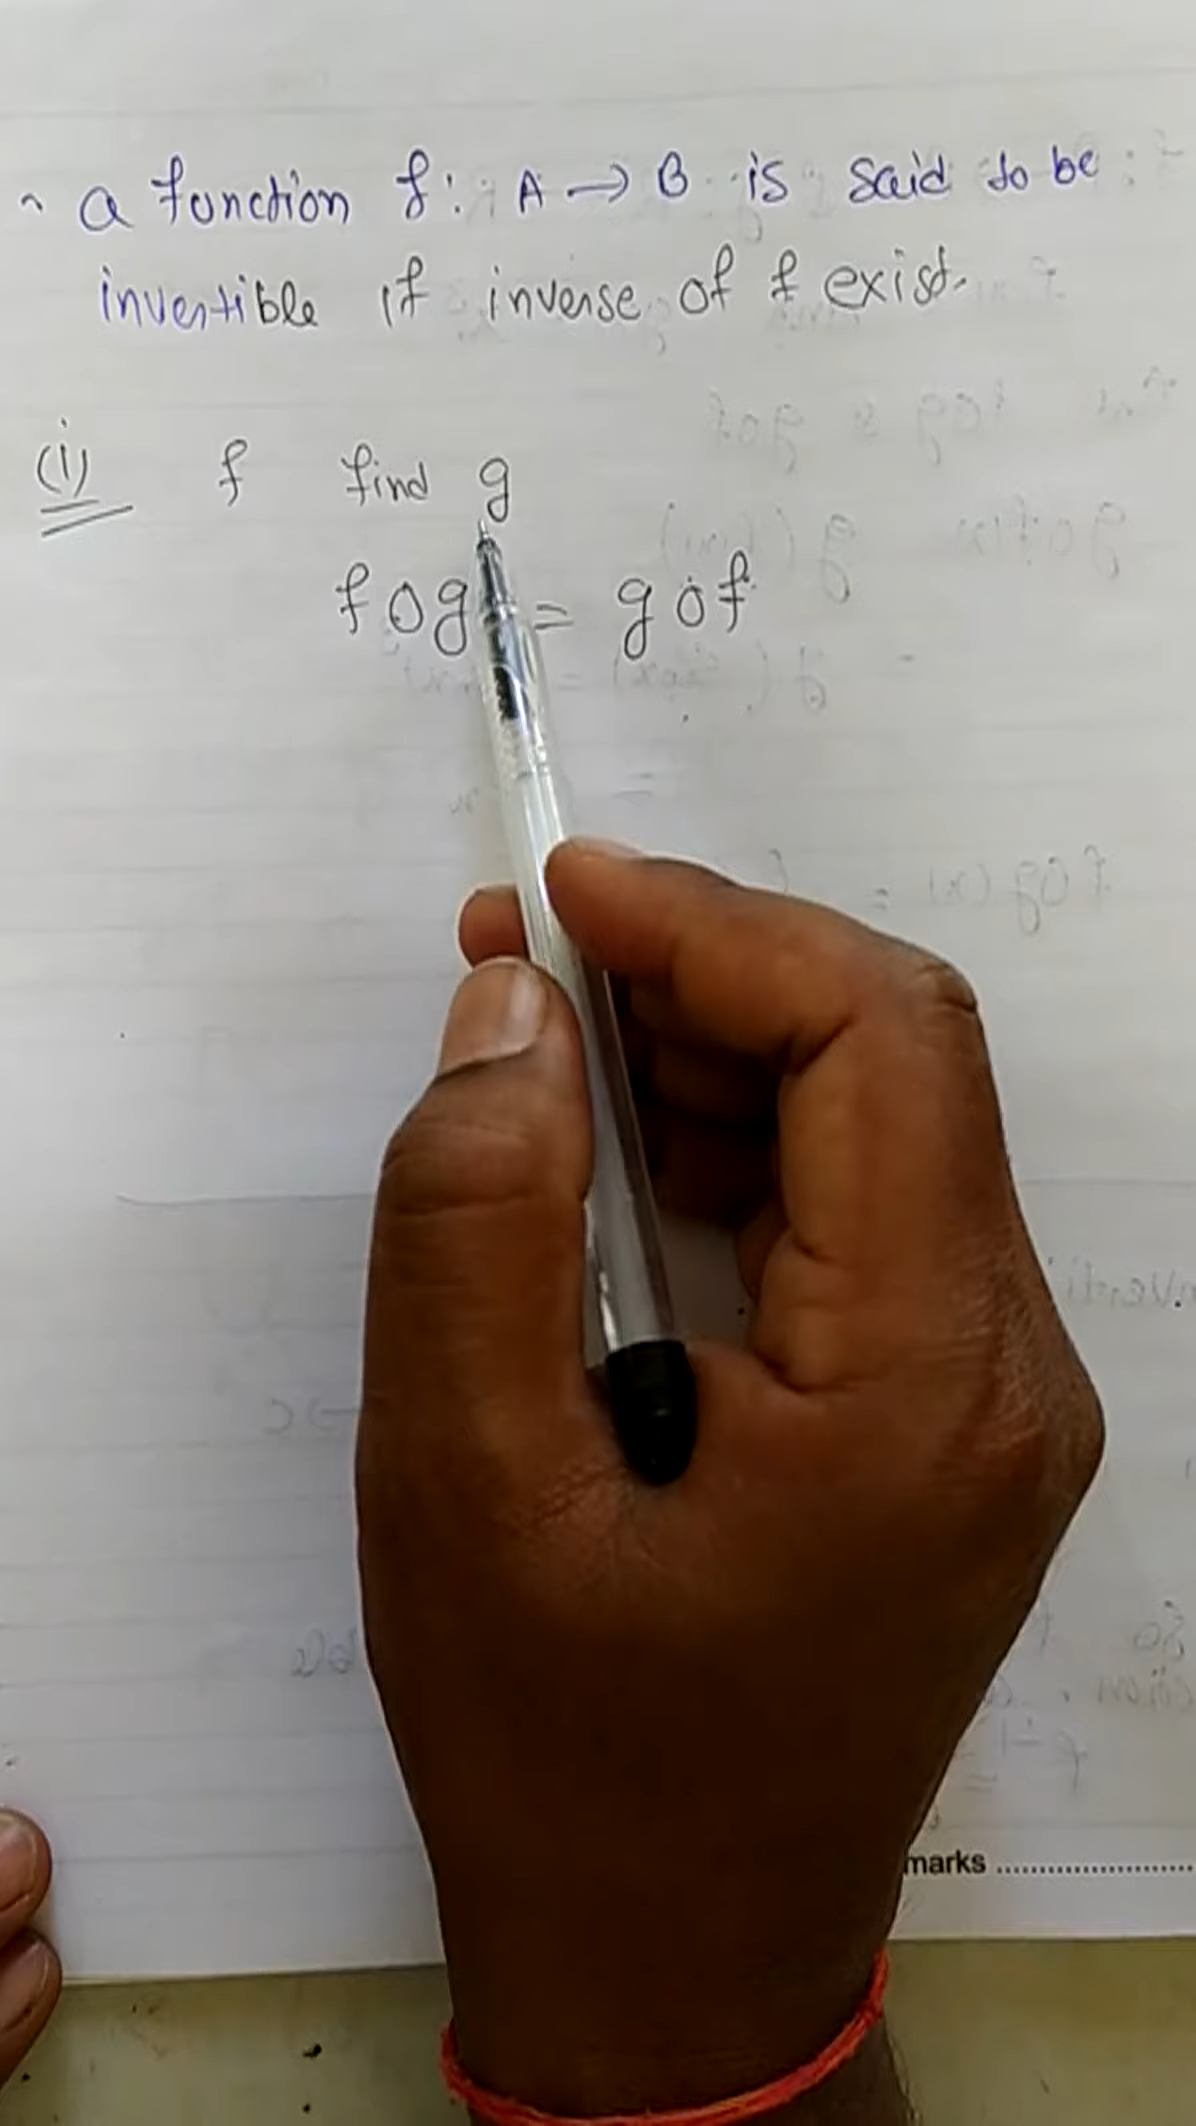 a function f: A → B is said to be
invertible if inverse of f exist.
(i) f find g
fog = gof
marks ........................